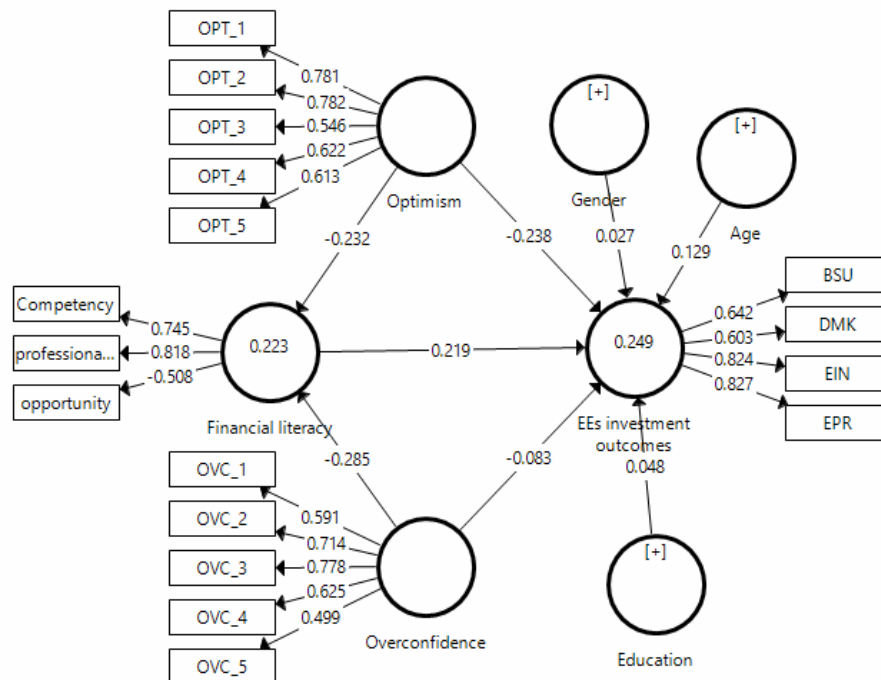 OPT_1
OPT_2
OPT_3
OPT_4
OPT_5
0.781
0.782
0.546
0.622
0.613
Optimism
[+]
Gender
[+]
Age
-0.232
-0.238
0.027
0.129
Competency
professiona...
opportunity
0.745
0.818
-0.508
0.223
Financial literacy
0.219
0.249
EEs investment
outcomes
0.642
0.603
0.824
0.827
BSU
DMK
EIN
EPR
-0.285
-0.083
0.048
OVC_1
OVC_2
OVC_3
OVC_4
OVC_5
0.591
0.714
0.778
0.625
0.499
Overconfidence
[+]
Education